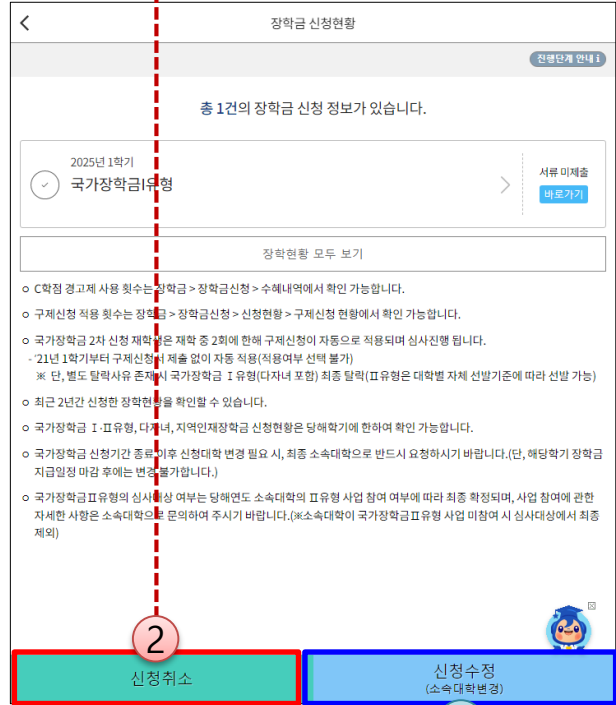 장학금 신청현황
진행단계 안내 i
총 1건의 장학금 신청 정보가 있습니다.
2025년 1학기
국가장학금I유형
서류 미제출
바로가기
장학현황 모두 보기
o C학점 경고제 사용 횟수는 장학금 > 장학금신청 > 수혜내역에서 확인 가능합니다.
o 구제신청 적용 횟수는 장학금 > 장학금신청 > 신청현황 > 구제신청 현황에서 확인 가능합니다.
o 국가장학금 2차 신청 재학생은 재학 중 2회에 한해 구제신청이 자동으로 적용되며 심사진행 됩니다.
- '21년 1학기부터 구제신청서 제출 없이 자동 적용(적용여부 선택 불가)
※ 단, 별도 탈락사유 존재 시 국가장학금 Ⅰ유형(다자녀 포함) 최종 탈락(Ⅱ유형은 대학별 자체 선발기준에 따라 선발 가능)
o 최근 2년간 신청한 장학현황을 확인할 수 있습니다.
o 국가장학금 Ⅰ·Ⅱ유형, 다자녀, 지역인재장학금 신청현황은 당해학기에 한하여 확인 가능합니다.
o 국가장학금 신청기간 종료 이후 신청대학 변경 필요 시, 최종 소속대학으로 반드시 요청하시기 바랍니다.(단, 해당학기 장학금
지급일정 마감 후에는 변경 불가합니다.)
o 국가장학금Ⅱ유형의 심사대상 여부는 당해연도 소속대학의 Ⅱ유형 사업 참여 여부에 따라 최종 확정되며, 사업 참여에 관한
자세한 사항은 소속대학으로 문의하여 주시기 바랍니다.(※소속대학이 국가장학금Ⅱ유형 사업 미참여 시 심사대상에서 최종
제외)
2
신청취소
신청수정
(소속대학변경)